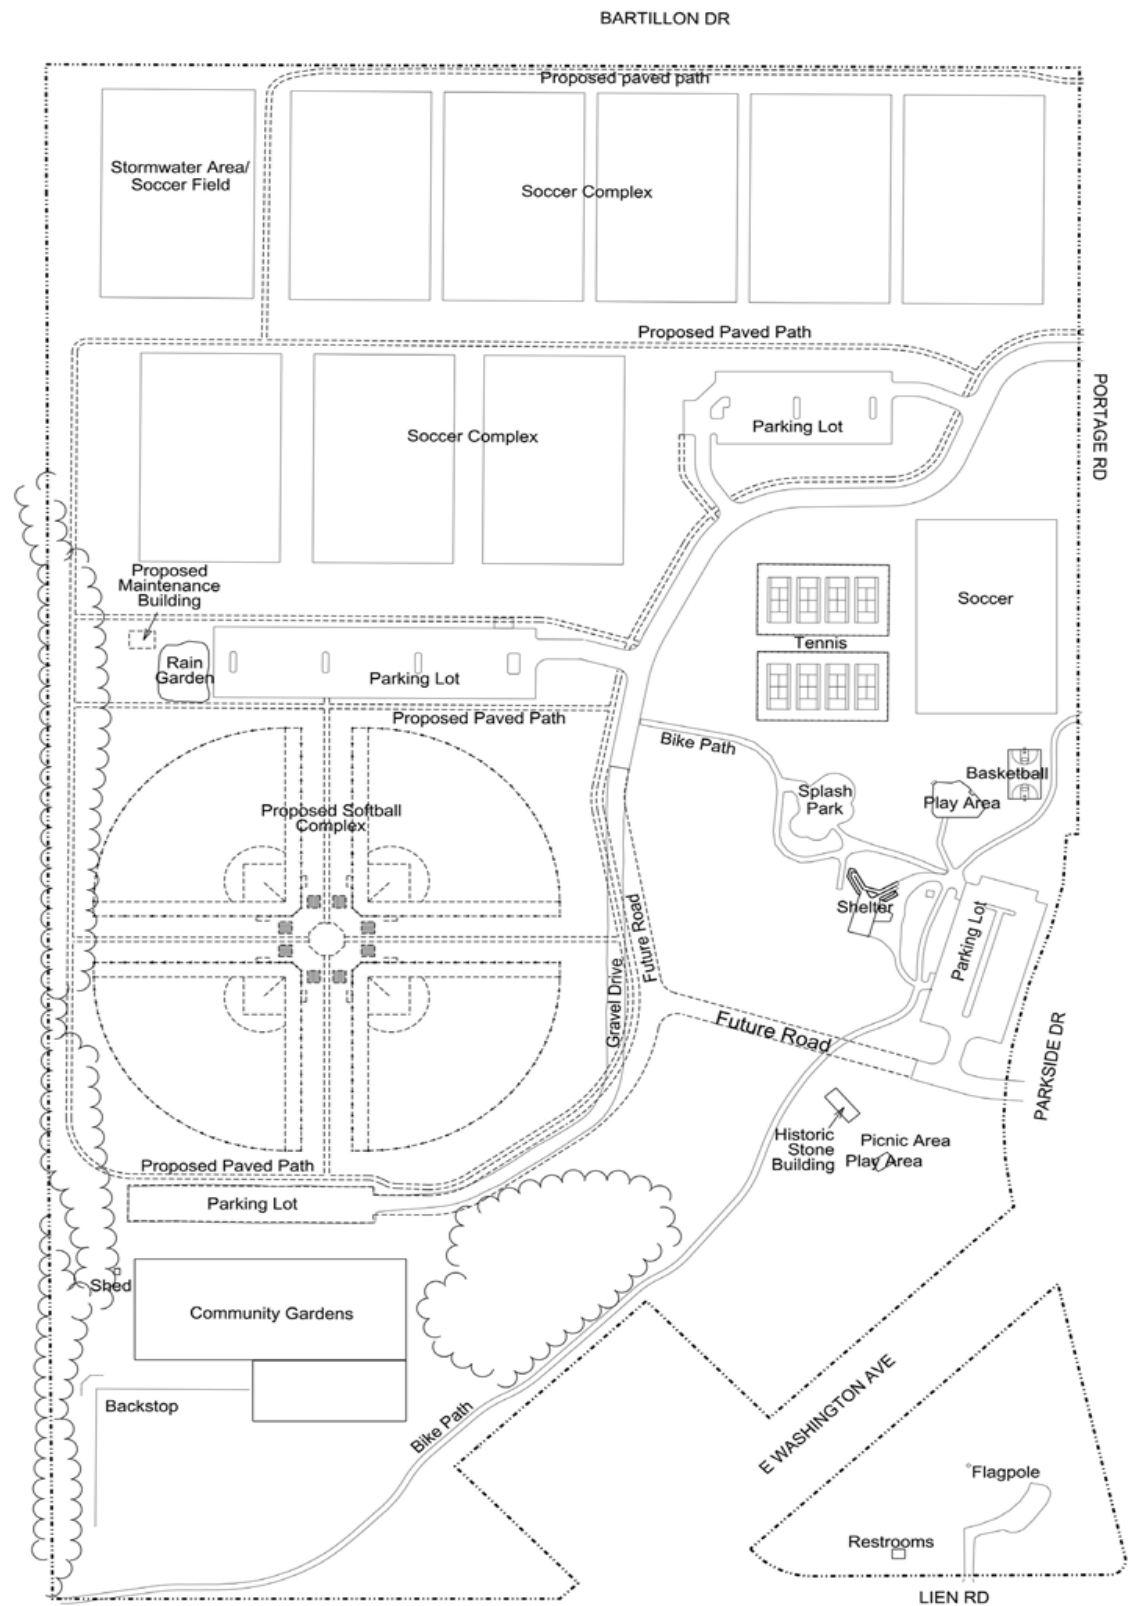 BARTILLON DR
Proposed paved path
Stormwater Area/
Soccer Field
Soccer Complex
Proposed Paved Path
PORTAGE RD
Parking Lot
Soccer Complex
Proposed
Maintenance
Building
Soccer
Tennis
Rain
Garden
Parking Lot
Proposed Paved Path
Bike Path
Basketball
Play Area
Splash
Park
Proposed Softball
Complex
Shelter
Parking Lot
Future Road
Gravel Drive
Future Road
PARKSIDE DR
Historic
Stone
Building
Picnic Area
Play Area
Proposed Paved Path
Parking Lot
Shed
Community Gardens
Backstop
Bike Path
E WASHINGTON AVE
Flagpole
Restrooms
LIEN RD